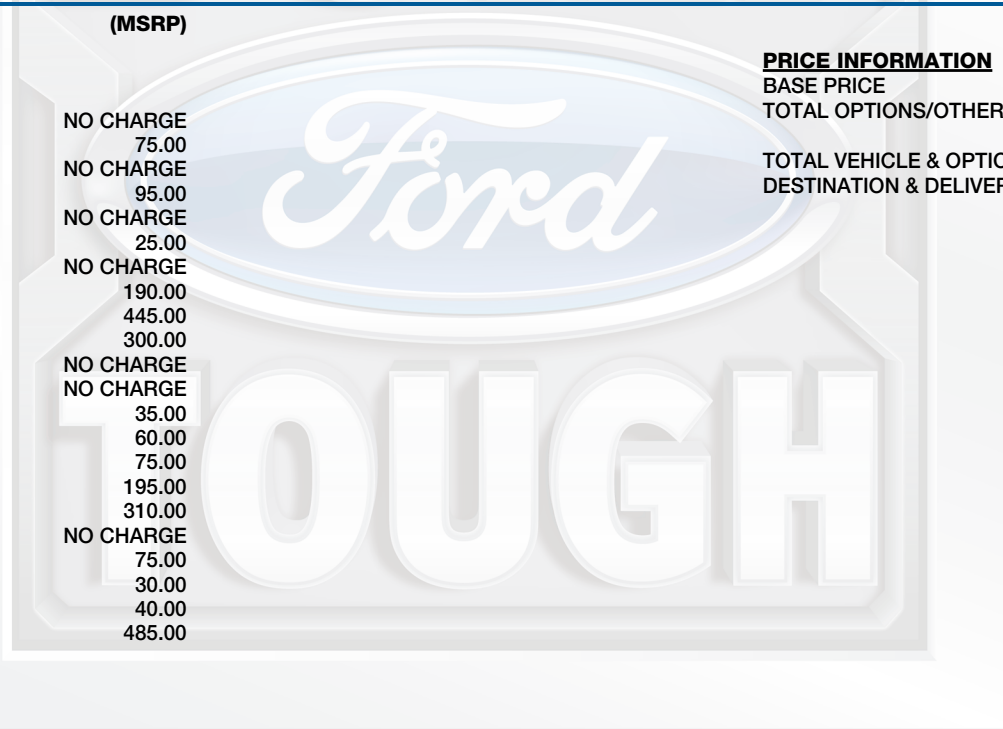 (MSRP)
NO CHARGE
75.00
NO CHARGE
95.00
NO CHARGE
25.00
NO CHARGE
190.00
445.00
300.00
NO CHARGE
NO CHARGE
35.00
60.00
75.00
195.00
310.00
NO CHARGE
75.00
30.00
40.00
485.00
PRICE INFORMATION
BASE PRICE
TOTAL OPTIONS/OTHER
TOTAL VEHICLE & OPTIO
DESTINATION & DELIVER
Ford
TOUGH